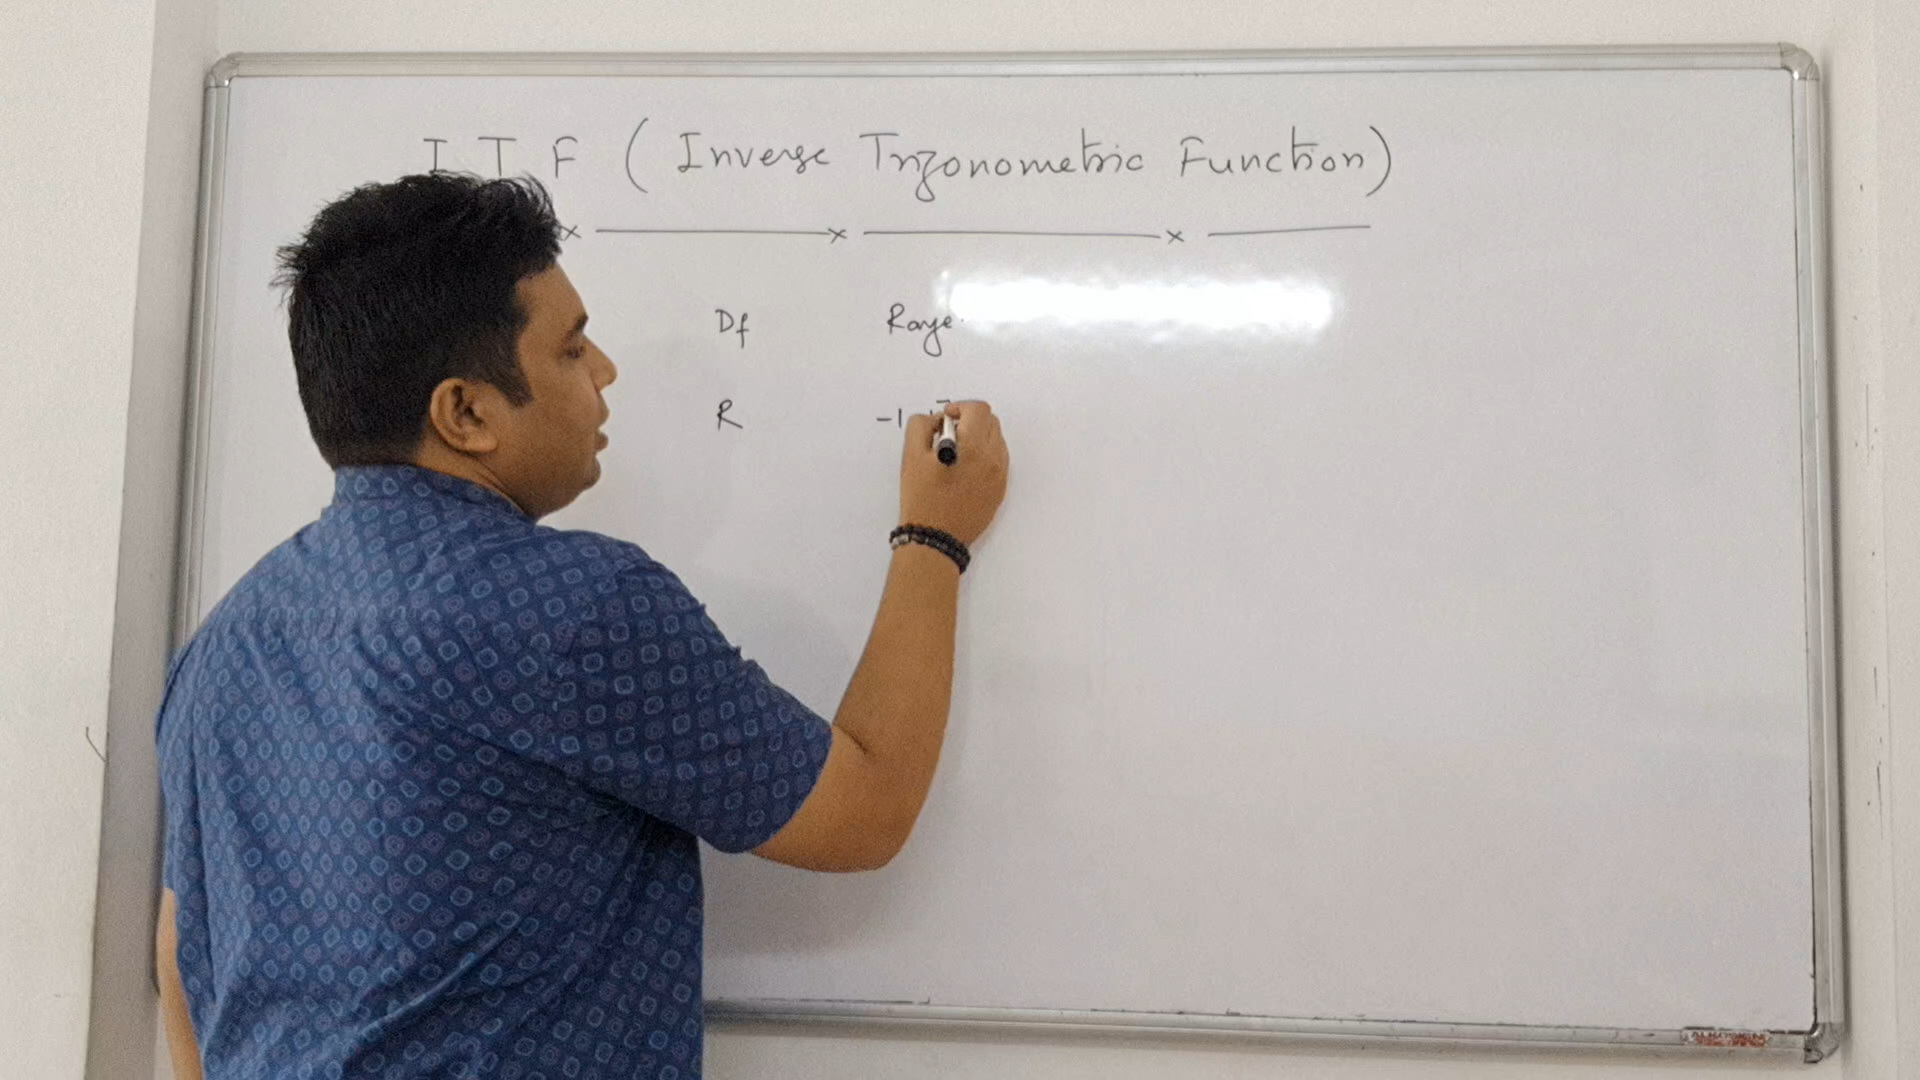 I T F ( Inverse Trigonometric Function )
Df Range
R -1